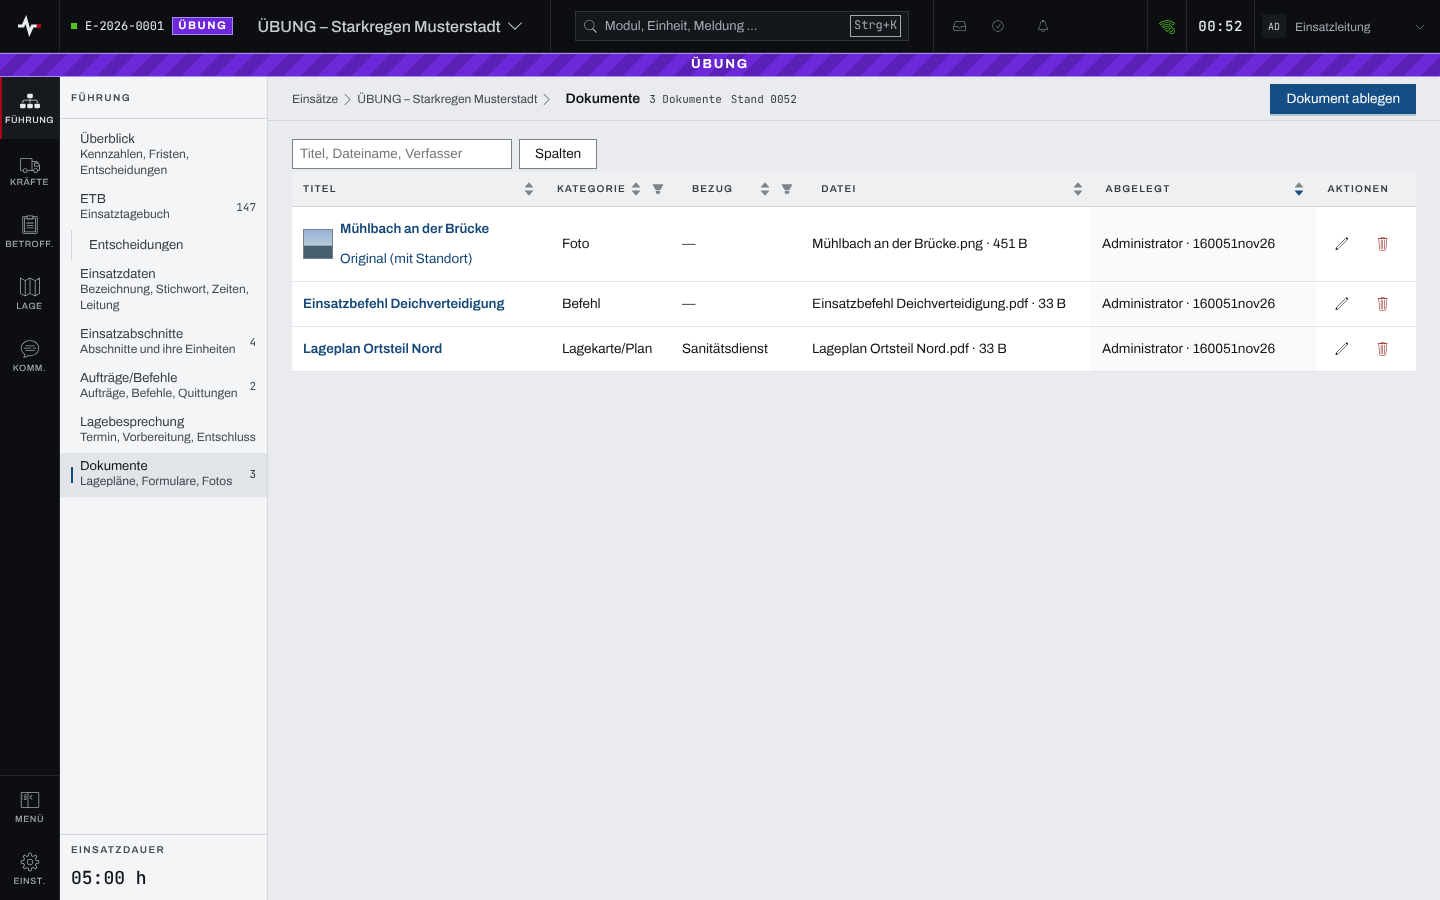 E-2026-0001 ÜBUNG ÜBUNG – Starkregen Musterstadt Modul, Einheit, Meldung ... Strg+K 00:52 AD Einsatzleitung
ÜBUNG
FÜHRUNG
KRÄFTE
BETROFF.
LAGE
KOMM.
MENÜ
EINST.
FÜHRUNG
Überblick
Kennzahlen, Fristen,
Entscheidungen
ETB
Einsatztagebuch 147
Entscheidungen
Einsatzdaten
Bezeichnung, Stichwort, Zeiten,
Leitung
Einsatzabschnitte
Abschnitte und ihre Einheiten 4
Aufträge/Befehle
Aufträge, Befehle, Quittungen 2
Lagebesprechung
Termin, Vorbereitung, Entschluss
Dokumente
Lagepläne, Formulare, Fotos 3
EINSATZDAUER
05:00 h
Einsätze ÜBUNG – Starkregen Musterstadt Dokumente 3 Dokumente Stand 0052 Dokument ablegen
Titel, Dateiname, Verfasser Spalten
TITEL KATEGORIE BEZUG DATEI ABGELEGT AKTIONEN
Mühlbach an der Brücke
Original (mit Standort) Foto — Mühlbach an der Brücke.png · 451 B Administrator · 160051nov26
Einsatzbefehl Deichverteidigung Befehl — Einsatzbefehl Deichverteidigung.pdf · 33 B Administrator · 160051nov26
Lageplan Ortsteil Nord Lagekarte/Plan Sanitätsdienst Lageplan Ortsteil Nord.pdf · 33 B Administrator · 160051nov26